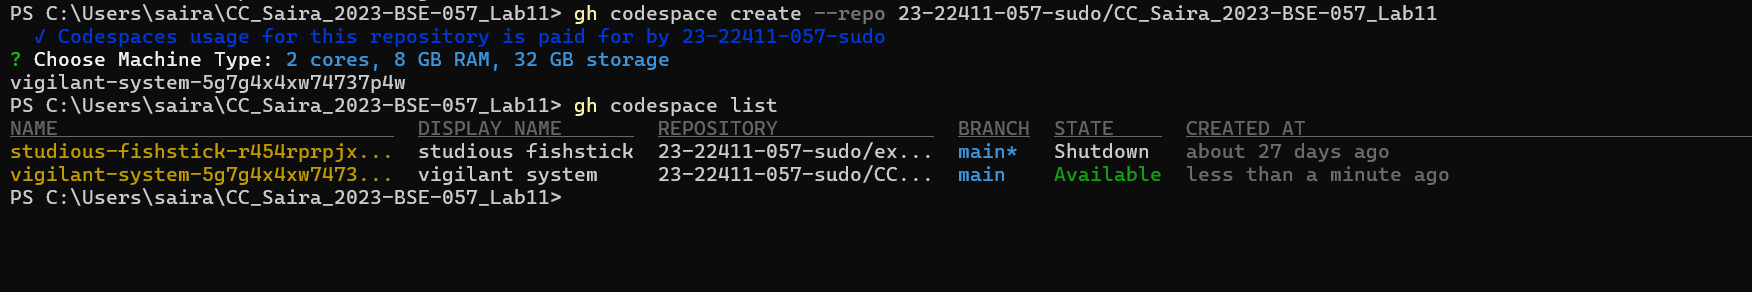 PS C:\Users\saira\CC_Saira_2023-BSE-057_Lab11> gh codespace create --repo 23-22411-057-sudo/CC_Saira_2023-BSE-057_Lab11
✓ Codespaces usage for this repository is paid for by 23-22411-057-sudo
? Choose Machine Type: 2 cores, 8 GB RAM, 32 GB storage
vigilant-system-5g7g4x4xw74737p4w
PS C:\Users\saira\CC_Saira_2023-BSE-057_Lab11> gh codespace list
NAME DISPLAY NAME REPOSITORY BRANCH STATE CREATED AT
studious-fishstick-r454rprpjx... studious fishstick 23-22411-057-sudo/ex... main* Shutdown about 27 days ago
vigilant-system-5g7g4x4xw7473... vigilant system 23-22411-057-sudo/CC... main Available less than a minute ago
PS C:\Users\saira\CC_Saira_2023-BSE-057_Lab11>